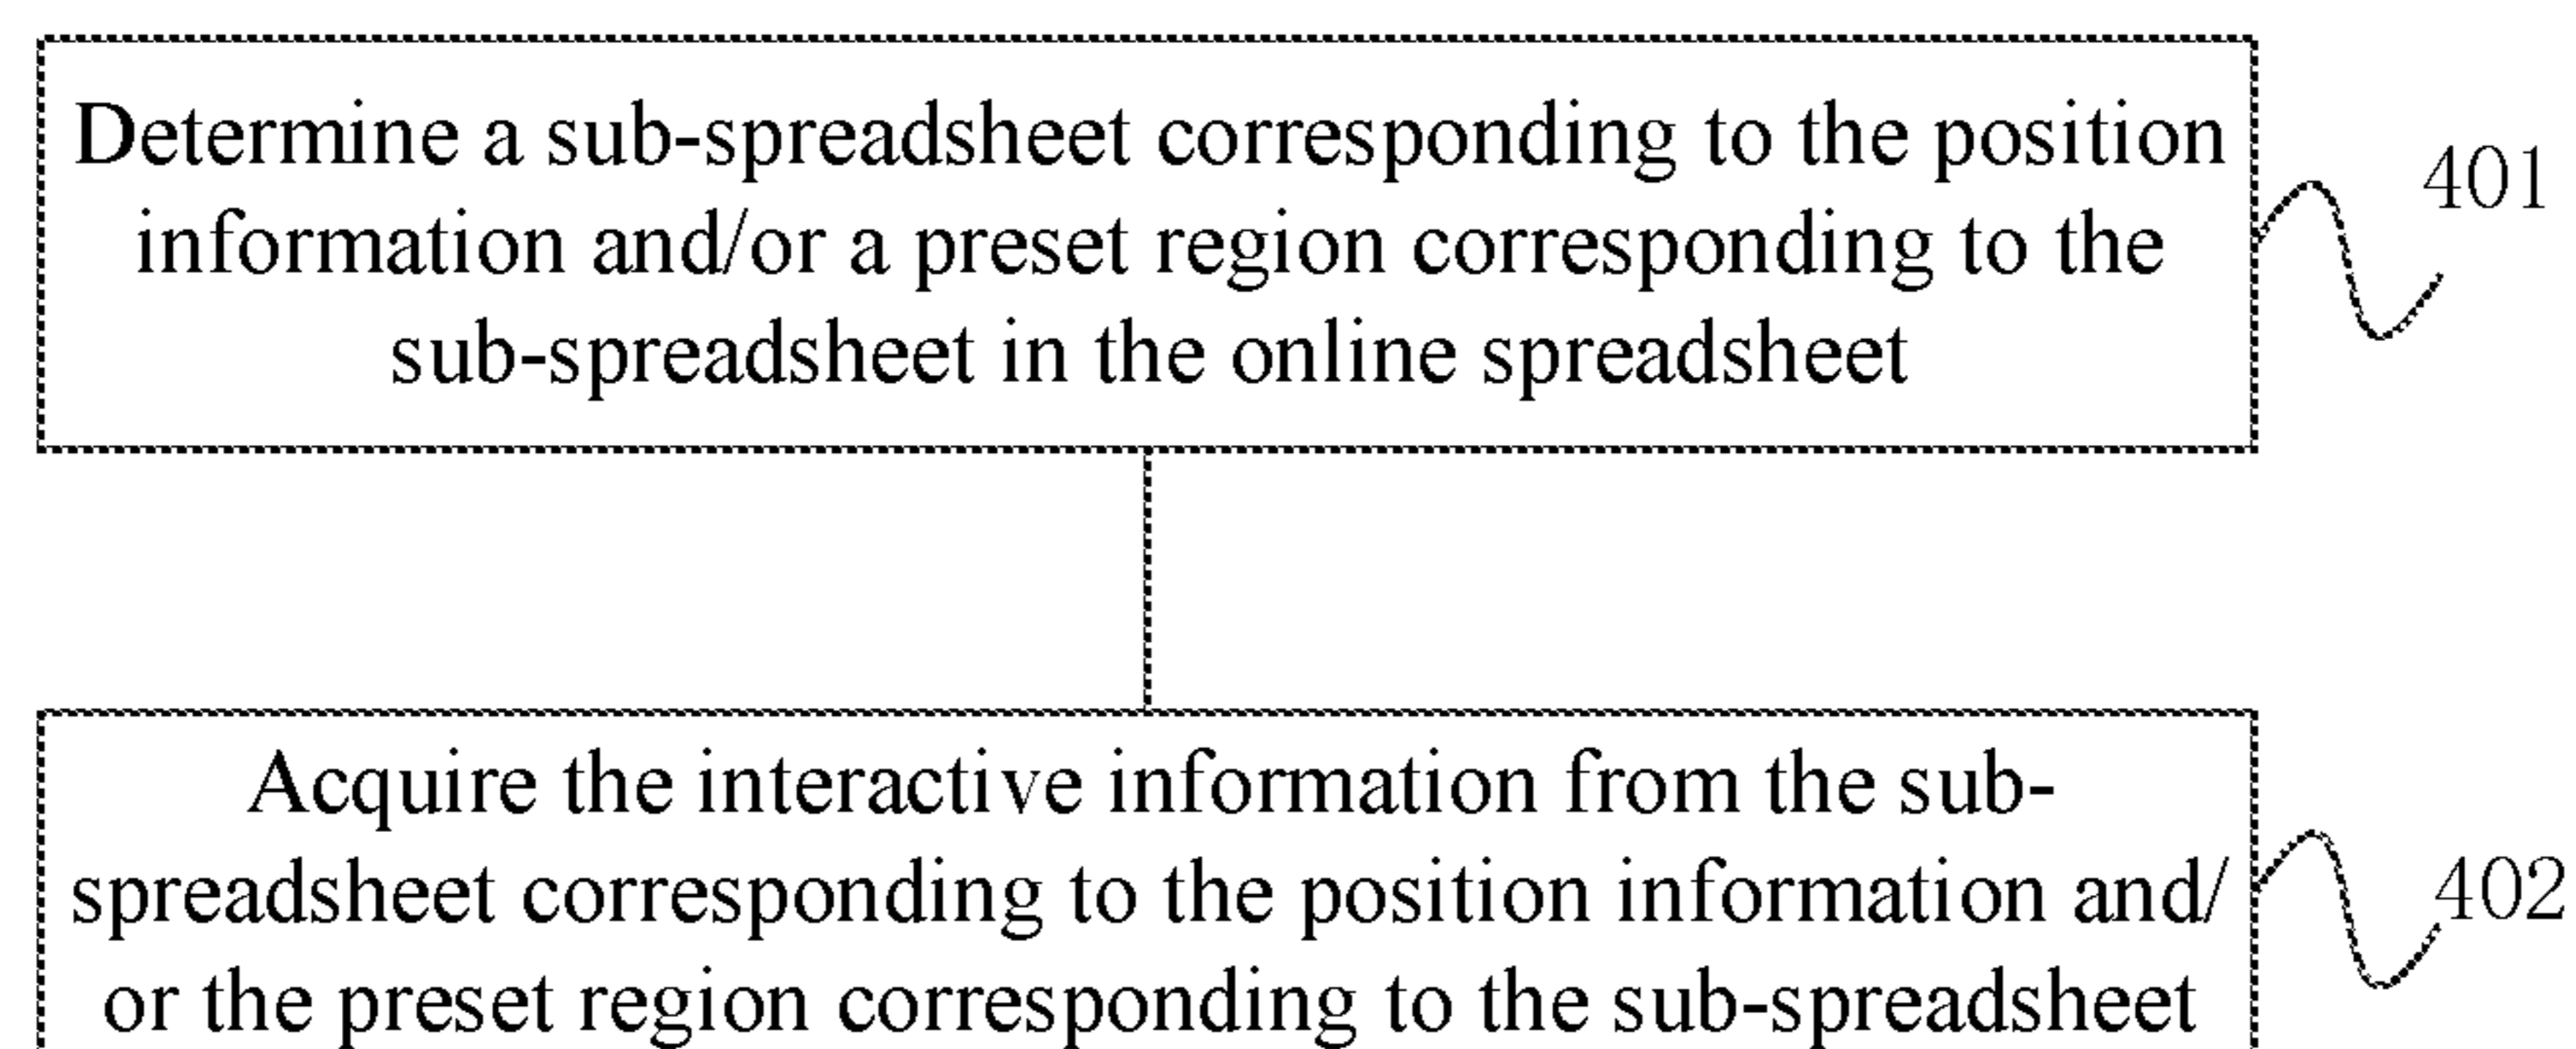 Determine a sub-spreadsheet corresponding to the position
information and/or a preset region corresponding to the
sub-spreadsheet in the online spreadsheet
401
Acquire the interactive information from the sub-
spreadsheet corresponding to the position information and/
or the preset region corresponding to the sub-spreadsheet
402